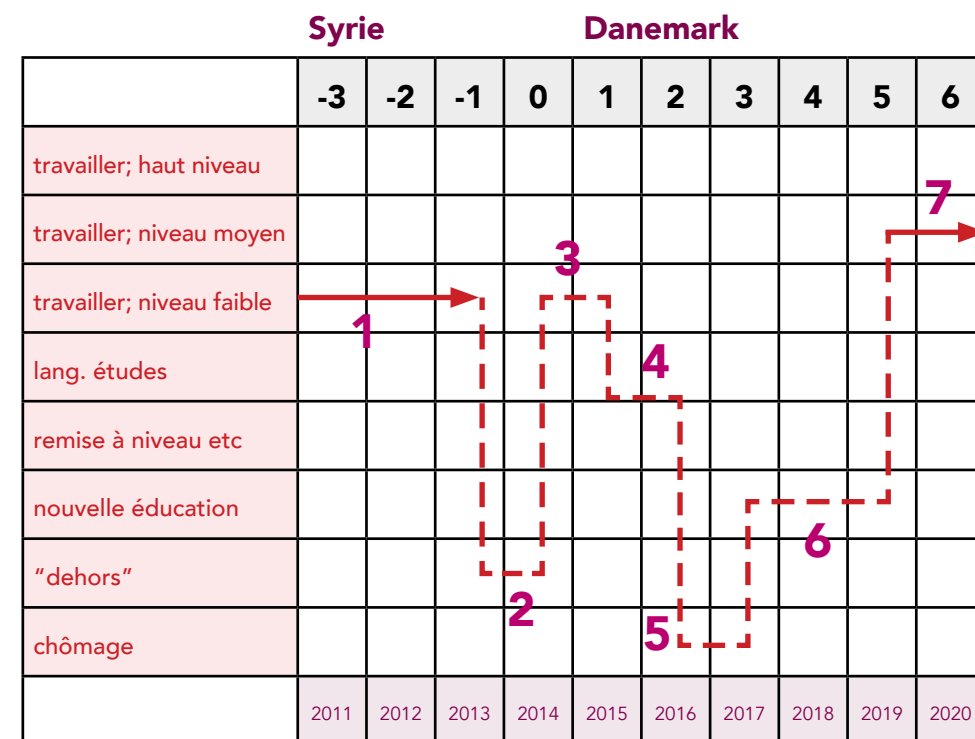 Syrie Danemark
-3 -2 -1 0 1 2 3 4 5 6
travailler; haut niveau
7
travailler; niveau moyen
3
travailler; niveau faible
1
lang. études
4
remise à niveau etc
nouvelle éducation
6
“dehors”
2
chômage
5
2011 2012 2013 2014 2015 2016 2017 2018 2019 2020